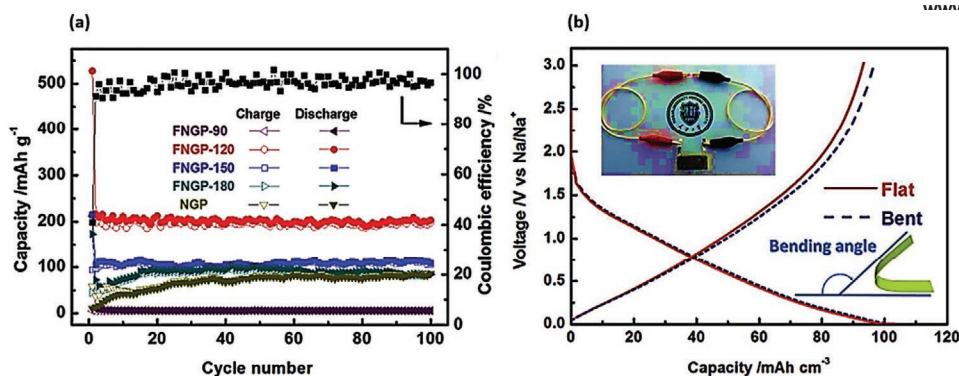 (a)
(b)
500
400
300
200
100
0
Capacity /mAh g⁻¹
0
20
40
60
80
100
Cycle number
100
80
60
40
20
0
Coulombic efficiency /%
Charge Discharge
FNGP-90
FNGP-120
FNGP-150
FNGP-180
NGP
3.0
2.5
2.0
1.5
1.0
0.5
0.0
Voltage /V vs Na/Na⁺
0 20 40 60 80 100 120
Capacity /mAh cm⁻³
Flat
Bent
Bending angle